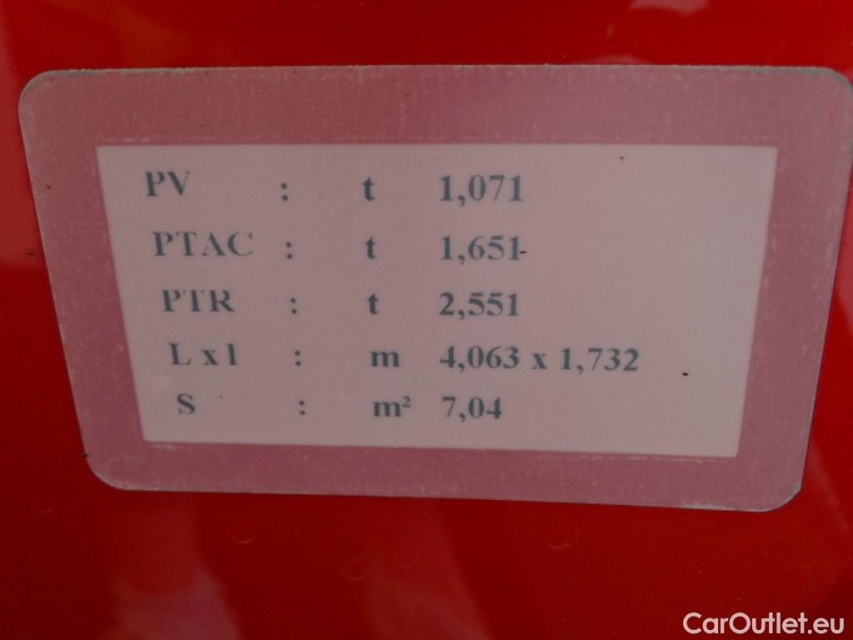 PV : t 1,071
PTAC : t 1,651
PTR : t 2,551
L x l : m 4,063 x 1,732
S : m² 7,04
CarOutlet.eu